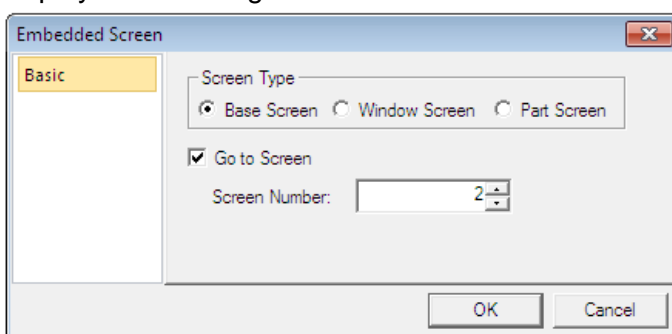 Embedded Screen
Basic
Screen Type
Base Screen Window Screen Part Screen
Go to Screen
Screen Number: 2
OK Cancel